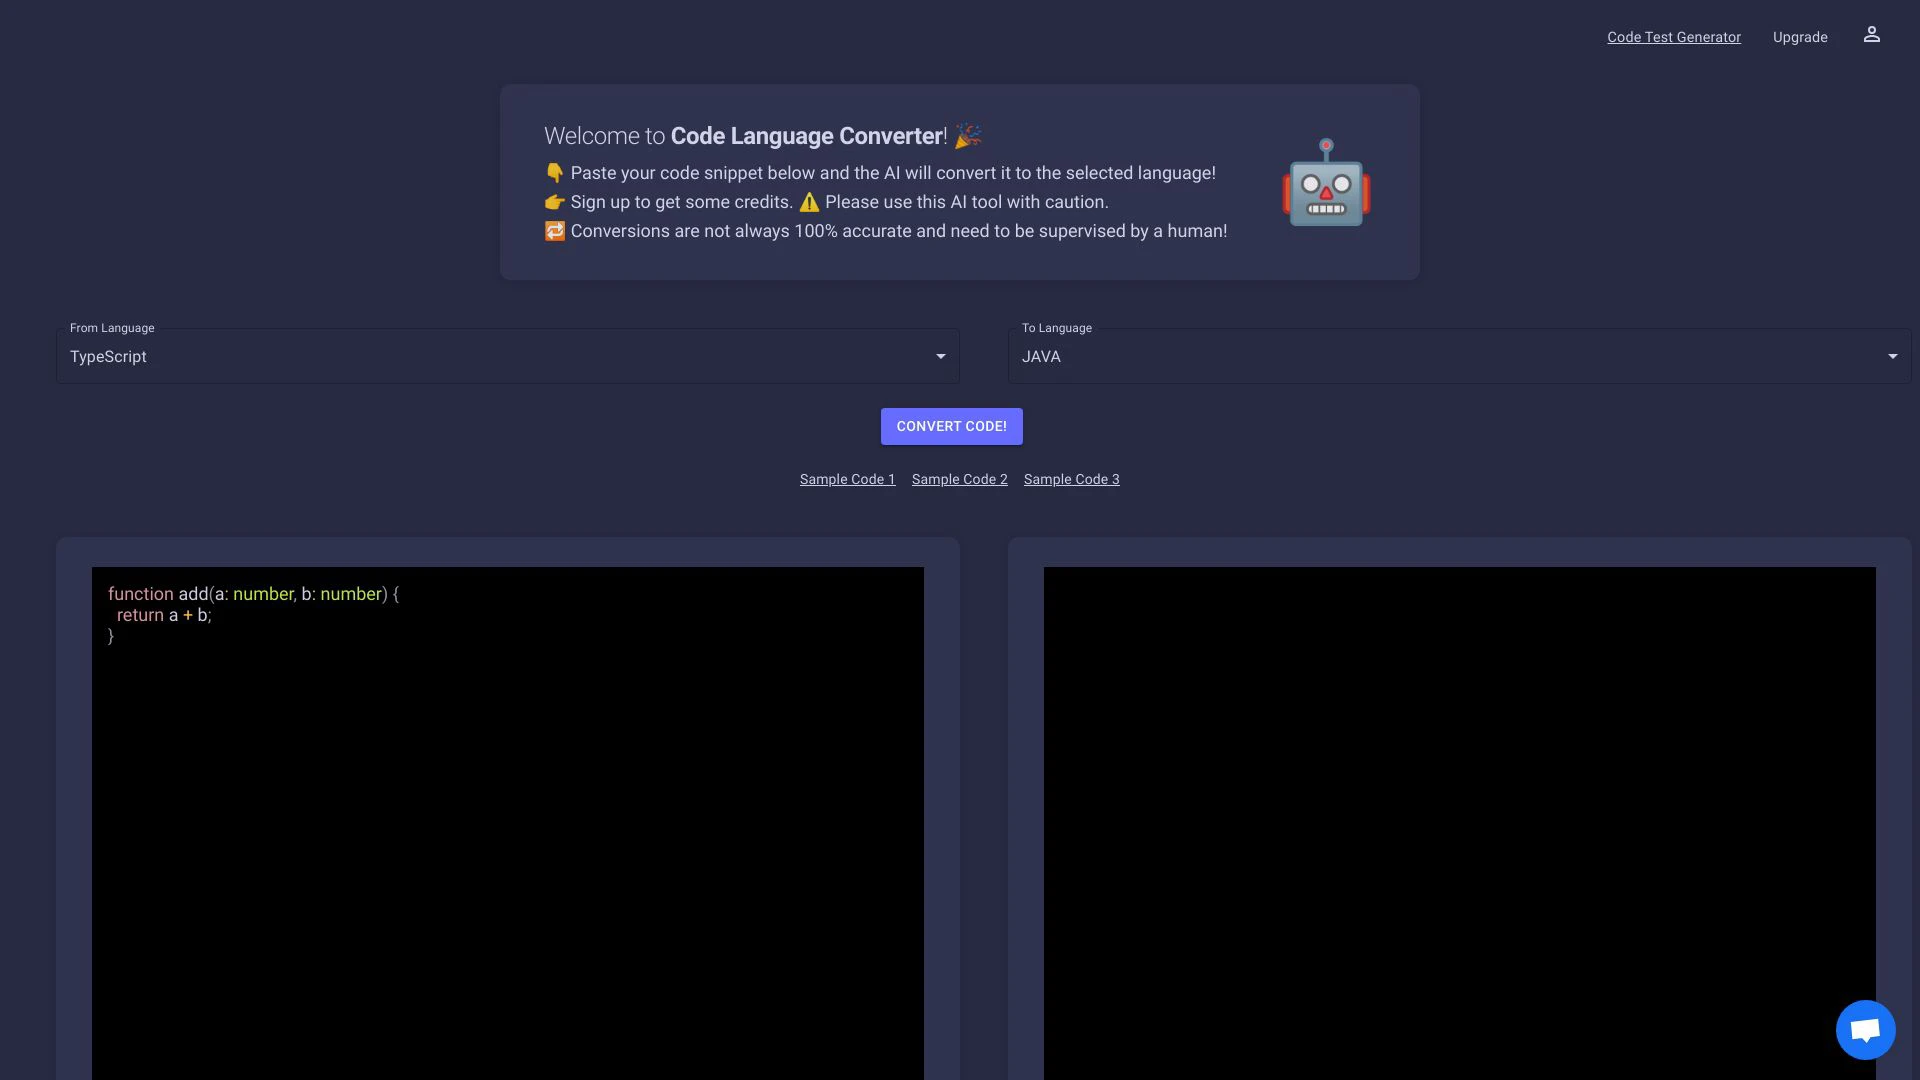 Code Test Generator Upgrade
Welcome to Code Language Converter! 🎉
👇 Paste your code snippet below and the AI will convert it to the selected language!
👉 Sign up to get some credits. ⚠️ Please use this AI tool with caution.
🔁 Conversions are not always 100% accurate and need to be supervised by a human!
From Language
TypeScript
To Language
JAVA
CONVERT CODE!
Sample Code 1 Sample Code 2 Sample Code 3
function add(a: number, b: number) {
  return a + b;
}